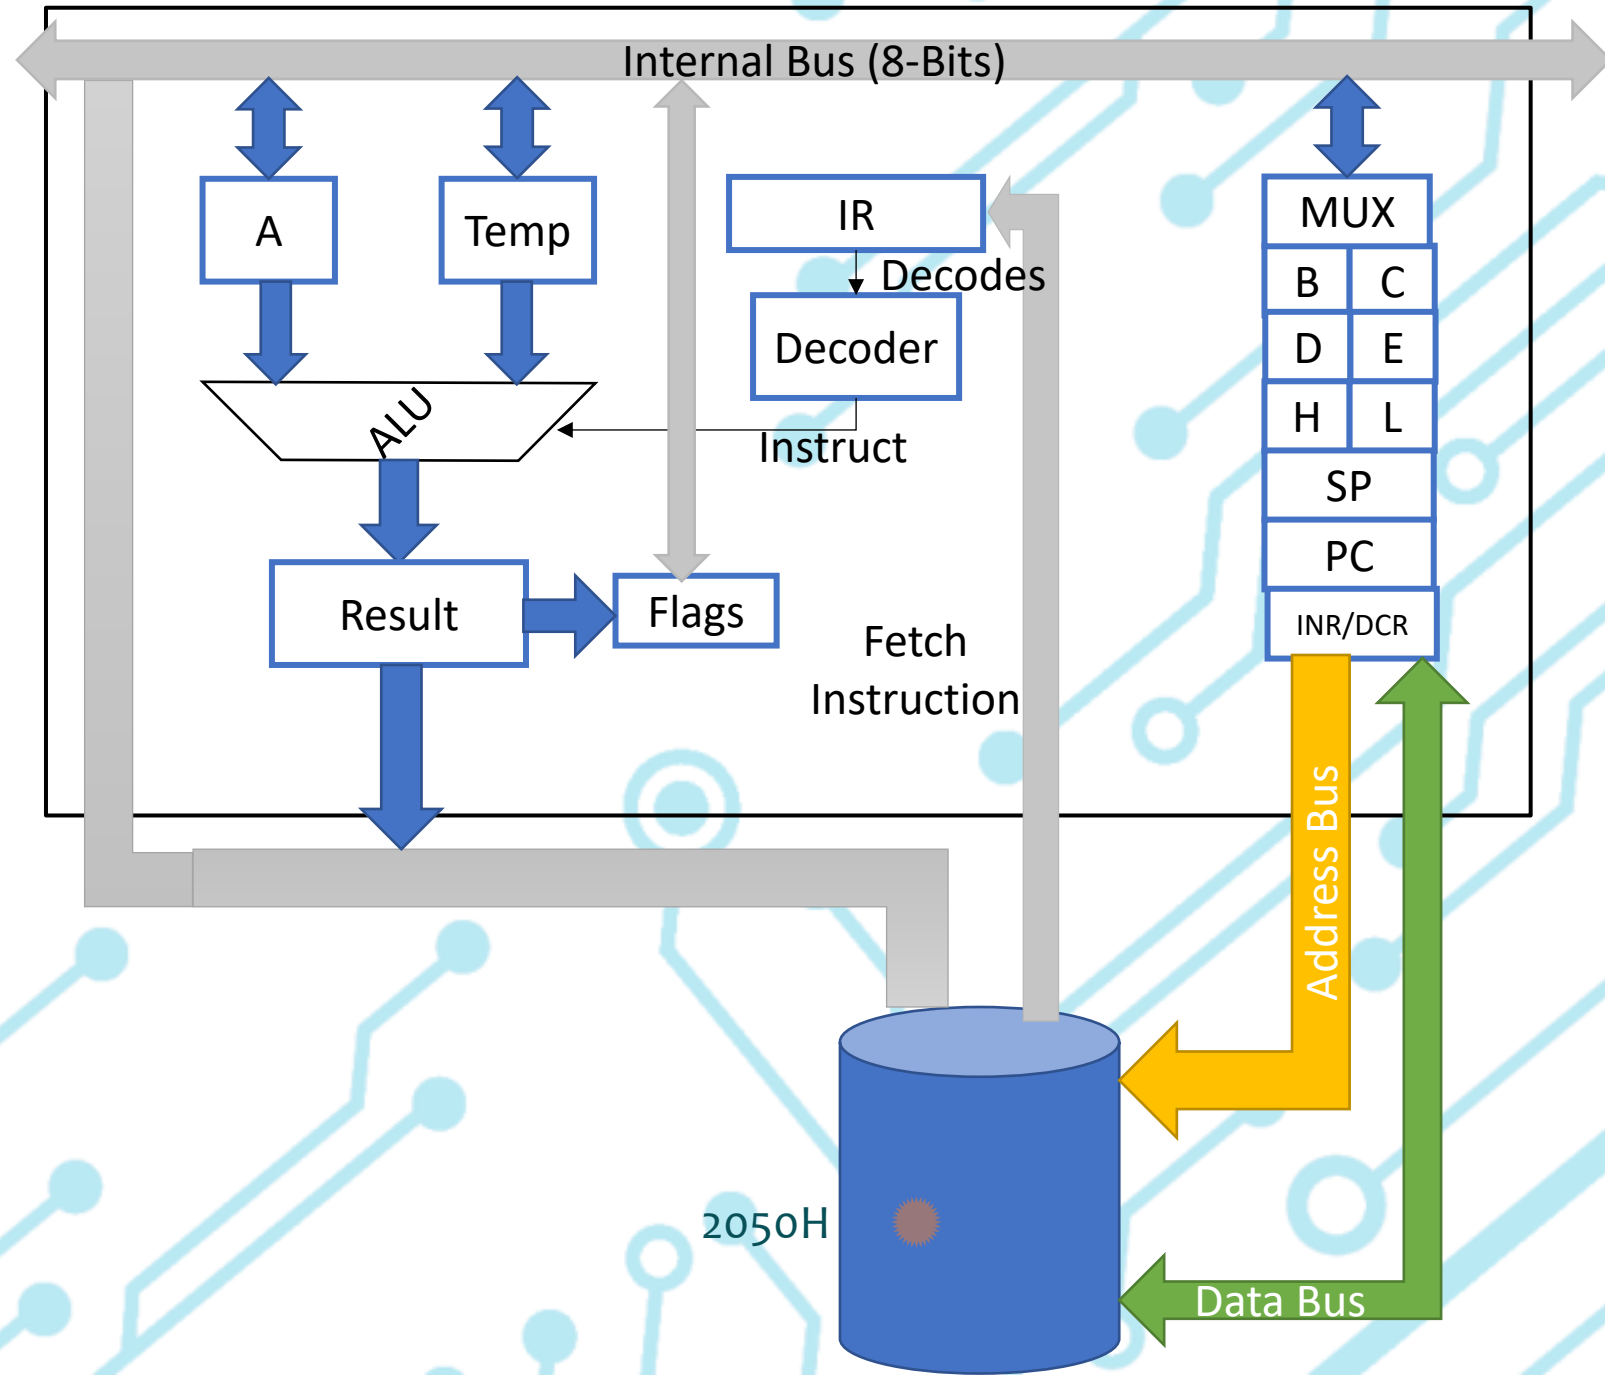 Internal Bus (8-Bits)
A
Temp
IR
MUX
Decodes
B
C
Decoder
D
E
ALU
H
L
Instruct
SP
PC
Result
Flags
INR/DCR
Fetch
Instruction
Address Bus
2050H
Data Bus